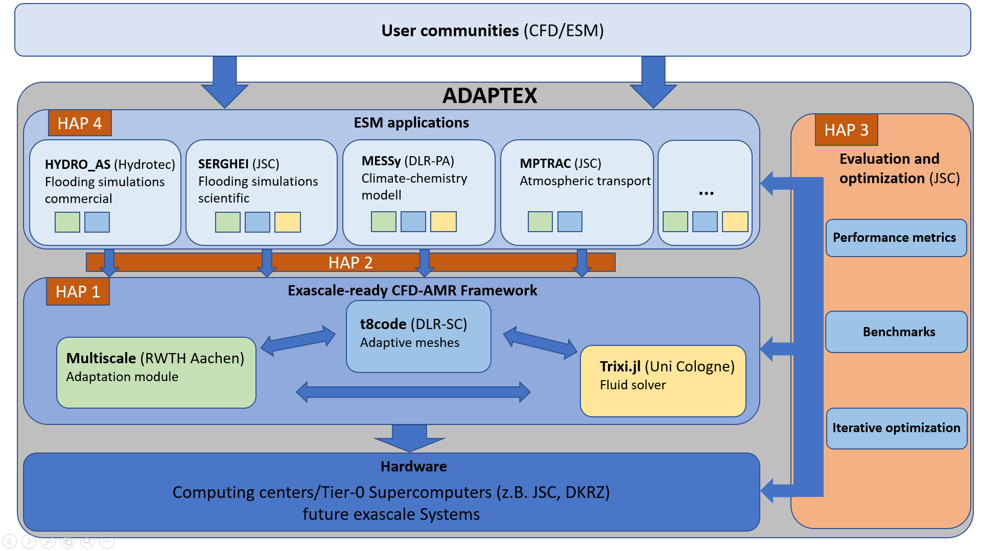 User communities (CFD/ESM)
ADAPTEX
HAP 4
ESM applications
HYDRO_AS (Hydrotec)
Flooding simulations
commercial
SERGHEI (JSC)
Flooding simulations
scientific
MESSy (DLR-PA)
Climate-chemistry
modell
MPTRAC (JSC)
Atmospheric transport
...
HAP 2
HAP 1
Exascale-ready CFD-AMR Framework
t8code (DLR-SC)
Adaptive meshes
Multiscale (RWTH Aachen)
Adaptation module
Trixi.jl (Uni Cologne)
Fluid solver
Hardware
Computing centers/Tier-0 Supercomputers (z.B. JSC, DKRZ)
future exascale Systems
HAP 3
Evaluation and
optimization (JSC)
Performance metrics
Benchmarks
Iterative optimization